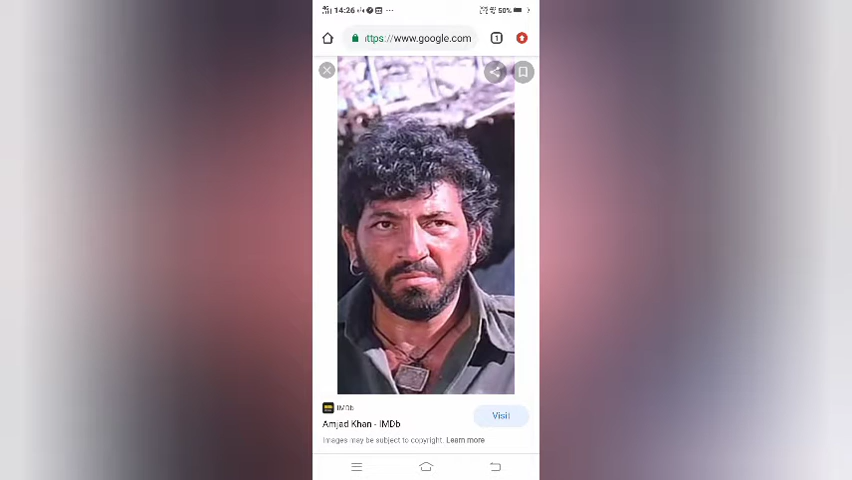 14:26
50%
ttps://www.google.com
1
IMDb
Amjad Khan - IMDb
Visit
Images may be subject to copyright. Learn more